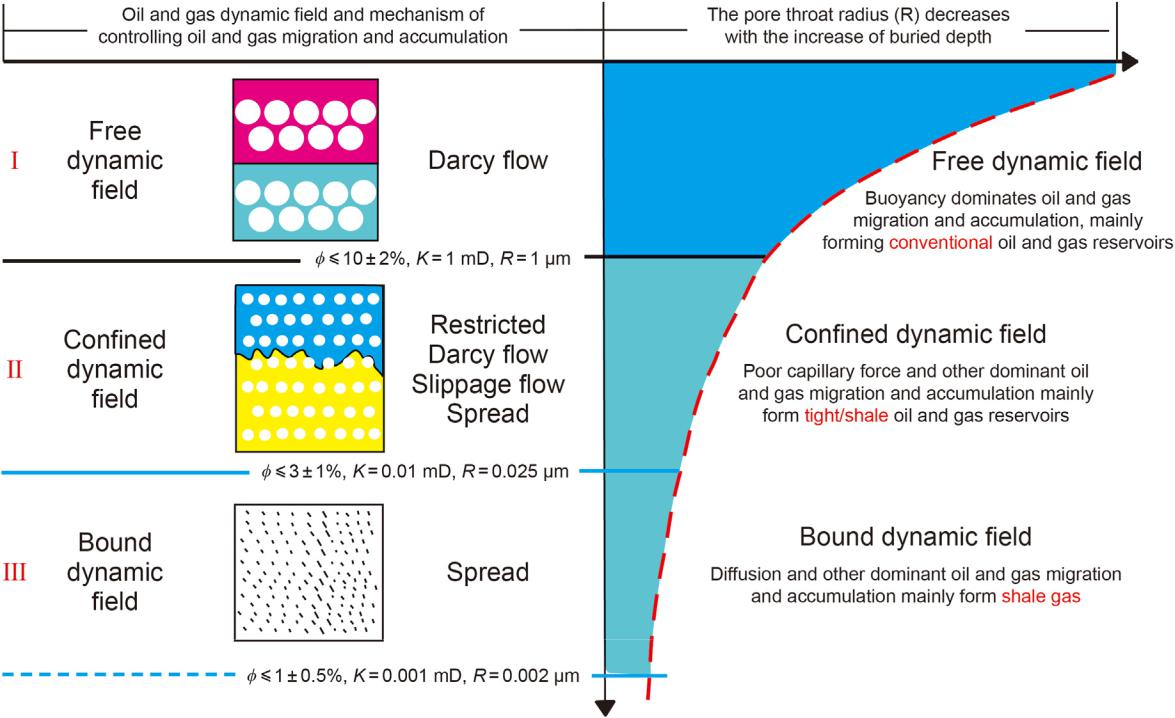 Oil and gas dynamic field and mechanism of
controlling oil and gas migration and accumulation
The pore throat radius (R) decreases
with the increase of buried depth
I
Free
dynamic
field
Darcy flow
Free dynamic field
Buoyancy dominates oil and gas
migration and accumulation, mainly
forming conventional oil and gas reservoirs
ϕ⩽10±2%, K=1 mD, R=1 μm
II
Confined
dynamic
field
Restricted
Darcy flow
Slippage flow
Spread
Confined dynamic field
Poor capillary force and other dominant oil
and gas migration and accumulation mainly
form tight/shale oil and gas reservoirs
ϕ⩽3±1%, K=0.01 mD, R=0.025 μm
III
Bound
dynamic
field
Spread
Bound dynamic field
Diffusion and other dominant oil and gas migration
and accumulation mainly form shale gas
ϕ⩽1±0.5%, K=0.001 mD, R=0.002 μm